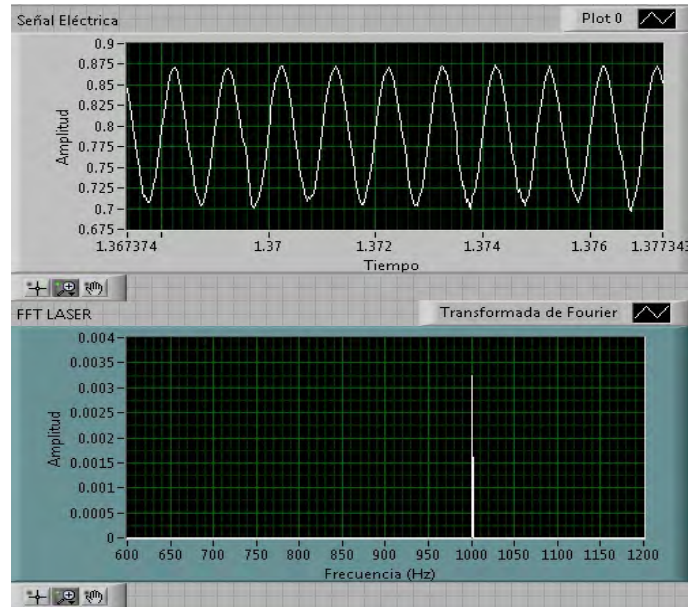 Señal Eléctrica
Plot 0
0.9
0.875
0.85
0.825
0.8
0.775
0.75
0.725
0.7
0.675
Amplitud
1.367374 1.37 1.372 1.374 1.376 1.377343
Tiempo
FFT LASER
Transformada de Fourier
0.004
0.0035
0.003
0.0025
0.002
0.0015
0.001
0.0005
0
Amplitud
600 650 700 750 800 850 900 950 1000 1050 1100 1150 1200
Frecuencia (Hz)